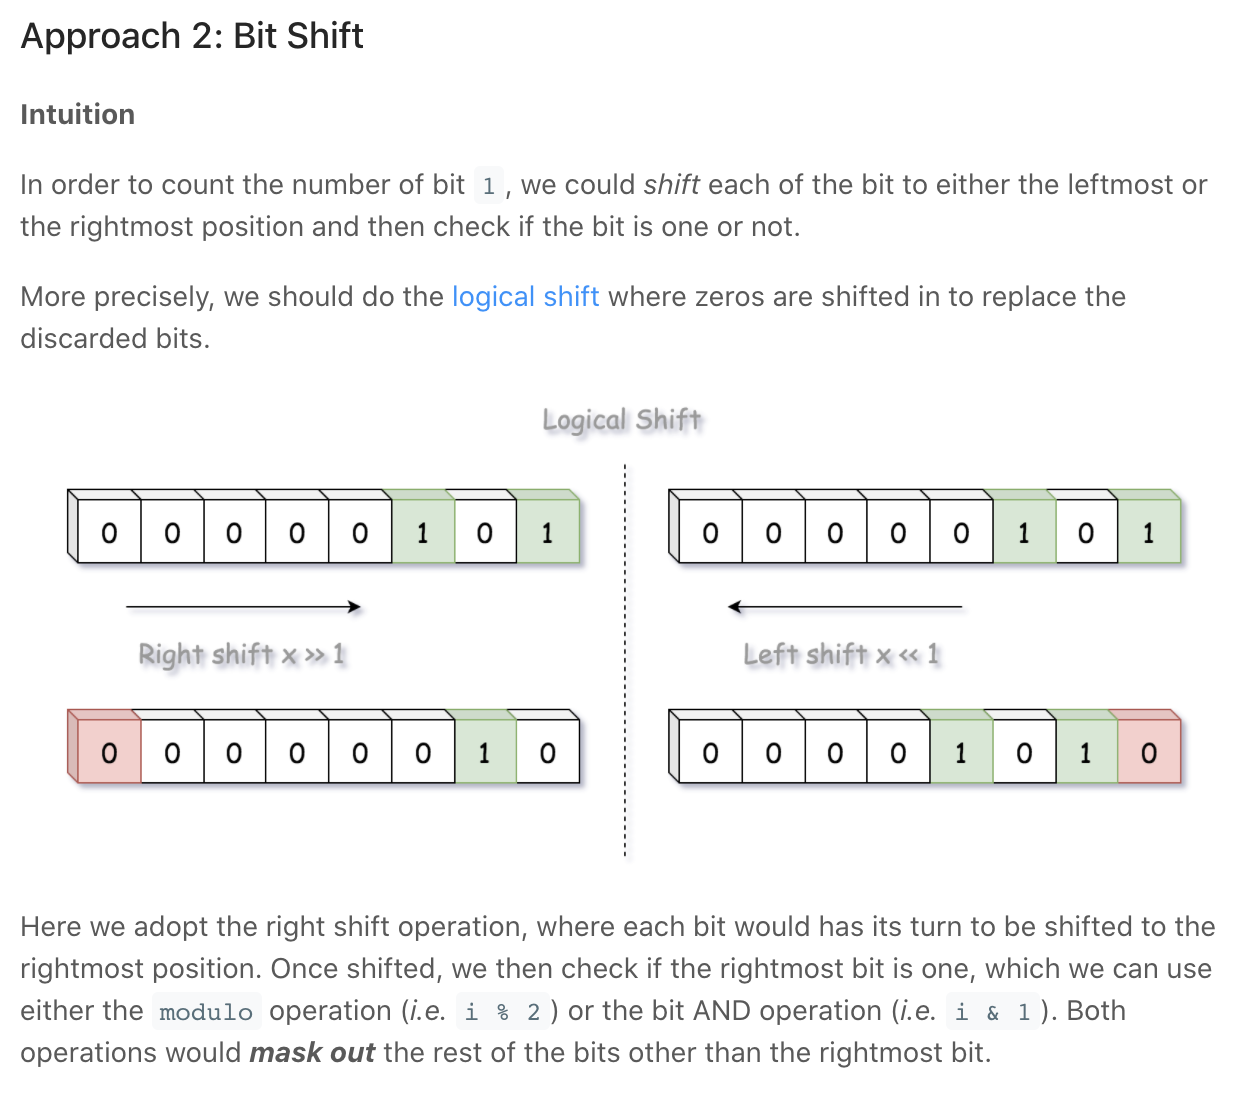 Approach 2: Bit Shift
Intuition
In order to count the number of bit 1 , we could shift each of the bit to either the leftmost or
the rightmost position and then check if the bit is one or not.
More precisely, we should do the logical shift where zeros are shifted in to replace the
discarded bits.
Logical Shift
0 0 0 0 0 1 0 1
0 0 0 0 0 1 0 1
Right shift x >> 1
Left shift x << 1
0 0 0 0 0 0 1 0
0 0 0 0 1 0 1 0
Here we adopt the right shift operation, where each bit would has its turn to be shifted to the
rightmost position. Once shifted, we then check if the rightmost bit is one, which we can use
either the modulo operation (i.e. i % 2 ) or the bit AND operation (i.e. i & 1 ). Both
operations would mask out the rest of the bits other than the rightmost bit.